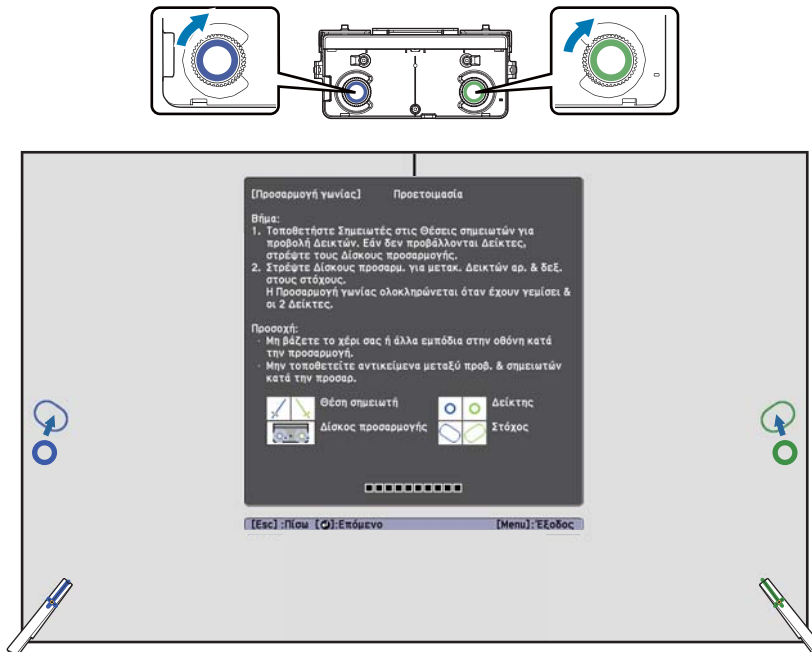 [Προσαρμογή γωνίας] Προετοιμασία
Βήμα:
1. Τοποθετήστε Σημειωτές στις Θέσεις σημειωτών για
προβολή Δεικτών. Εάν δεν προβάλλονται Δείκτες,
στρέψτε τους Δίσκους προσαρμογής.
2. Στρέψτε Δίσκους προσαρμ. για μετακ. Δεικτών αρ. & δεξ.
στους στόχους.
Η Προσαρμογή γωνίας ολοκληρώνεται όταν έχουν γεμίσει &
οι 2 Δείκτες.
Προσοχή:
· Μη βάζετε το χέρι σας ή άλλα εμπόδια στην οθόνη κατά
την προσαρμογή.
· Μην τοποθετείτε αντικείμενα μεταξύ προβ. & σημειωτών
κατά την προσαρ.
Θέση σημειωτή Δείκτης
Δίσκος προσαρμογής Στόχος
[Esc] :Πίσω [⏎]:Επόμενο [Menu]:Έξοδος